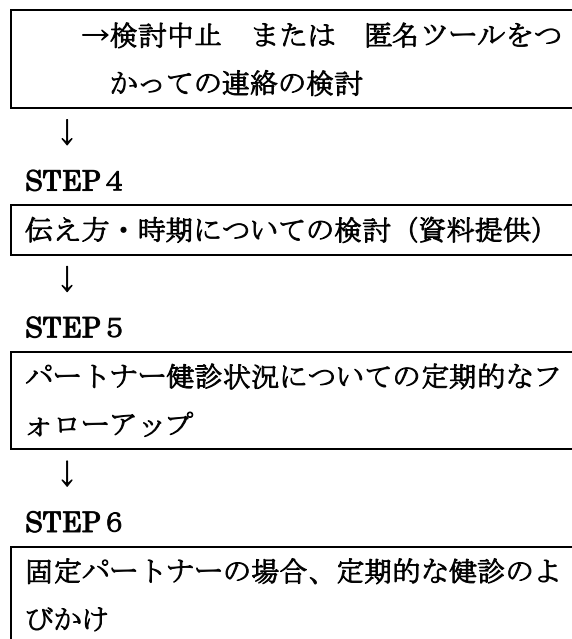 →検討中止　または　匿名ツールをつ
かっての連絡の検討
↓
STEP４
伝え方・時期についての検討（資料提供）
↓
STEP５
パートナー健診状況についての定期的なフ
ォローアップ
↓
STEP６
固定パートナーの場合、定期的な健診のよ
びかけ